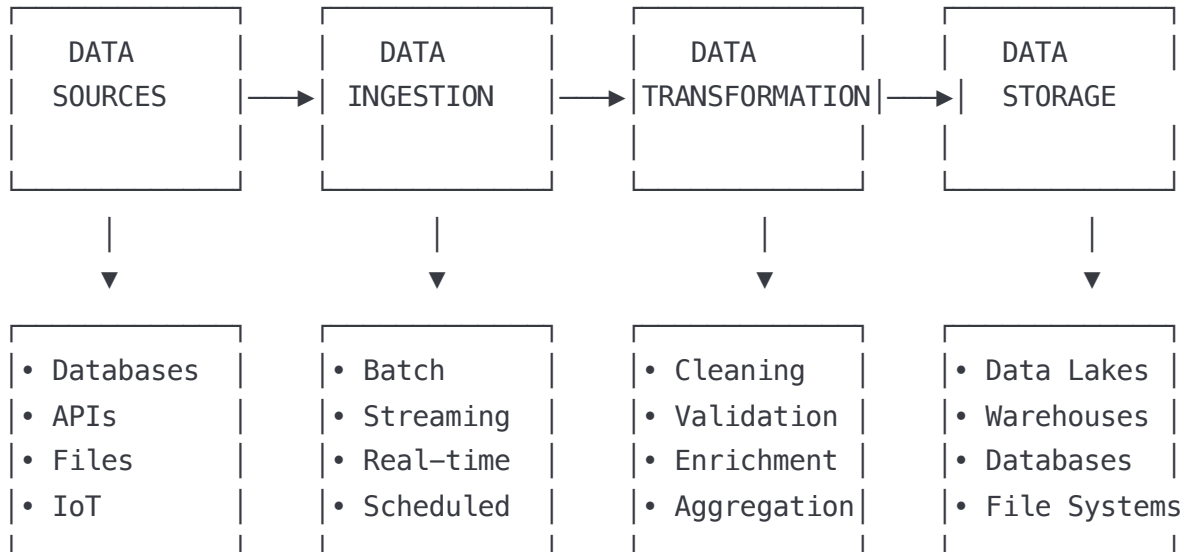 DATA DATA DATA DATA
SOURCES INGESTION TRANSFORMATION STORAGE
• Databases • Batch • Cleaning • Data Lakes
• APIs • Streaming • Validation • Warehouses
• Files • Real-time • Enrichment • Databases
• IoT • Scheduled • Aggregation • File Systems